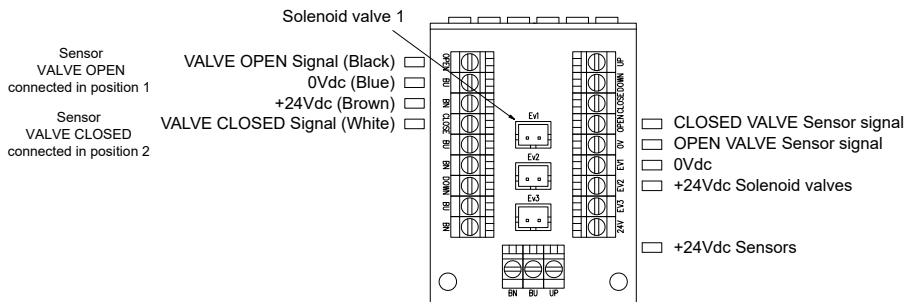 Solenoid valve 1
Sensor
VALVE OPEN
connected in position 1
Sensor
VALVE CLOSED
connected in position 2
VALVE OPEN Signal (Black)
0Vdc (Blue)
+24Vdc (Brown)
VALVE CLOSED Signal (White)
OPEN
BU
BN
CLOSE
BU
BN
DOWN
BU
BN
Ev1
Ev2
Ev3
UP
DOWN
CLOSE
OPEN
0V
EV1
EV2
EV3
24V
BN BU UP
CLOSED VALVE Sensor signal
OPEN VALVE Sensor signal
0Vdc
+24Vdc Solenoid valves
+24Vdc Sensors